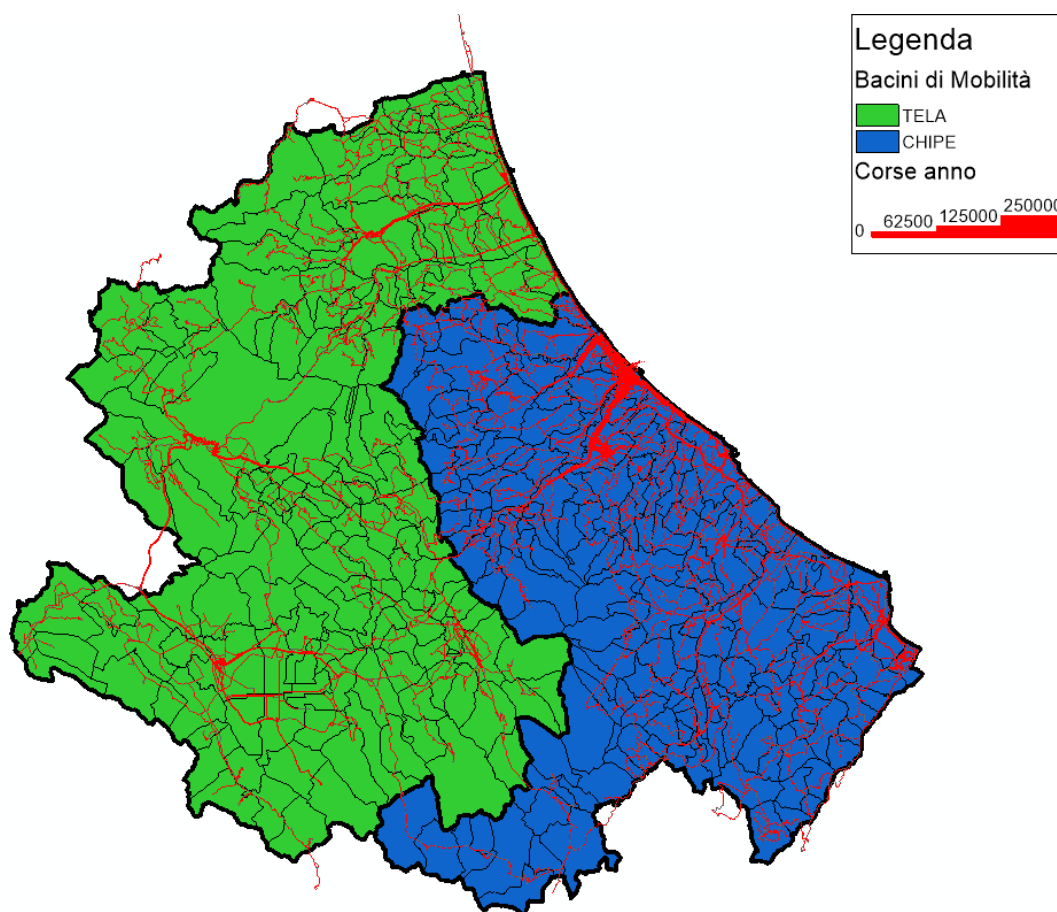 Legenda
Bacini di Mobilità
TELA
CHIPE
Corse anno
0 62500 125000 250000